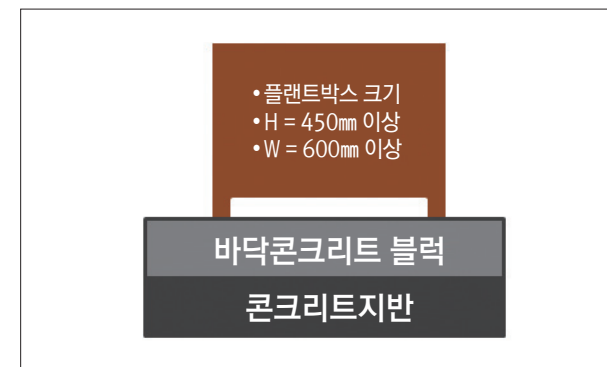 •플랜트박스 크기
•H = 450㎜ 이상
•W = 600㎜ 이상
바닥콘크리트 블럭
콘크리트지반